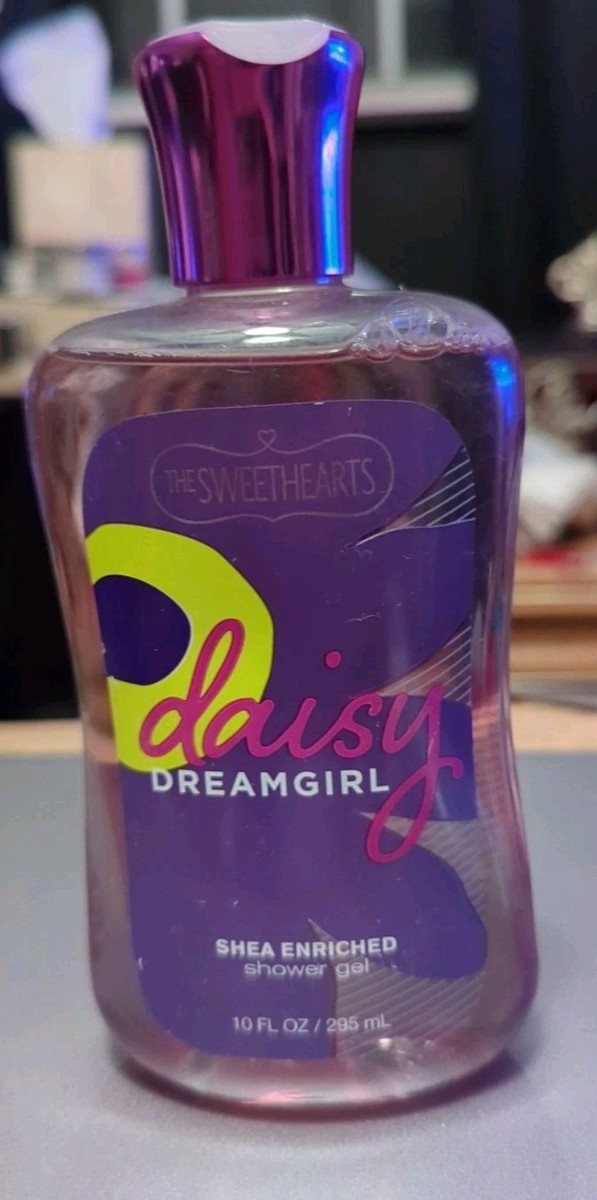 THE SWEETHEARTS
daisy
DREAMGIRL
SHEA ENRICHED
shower gel
10 FL OZ / 295 mL